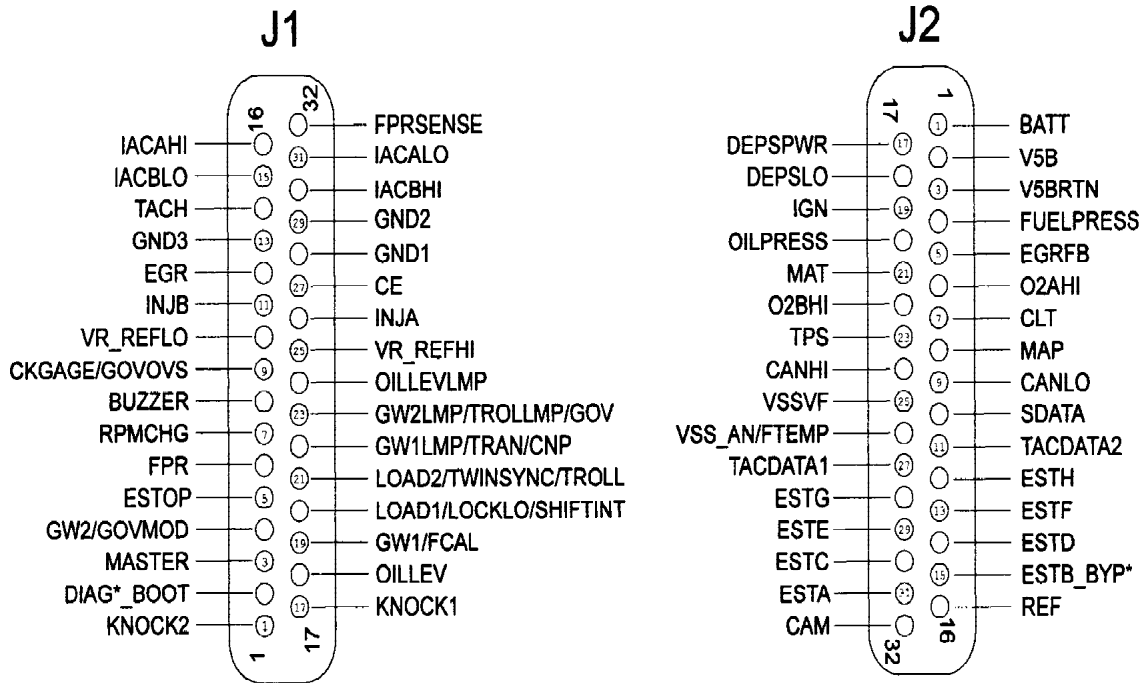 J1
J2
16
32
IACAHI
FPRSENSE
IACBLO
15
31
IACALO
TACH
IACBHI
GND3
13
29
GND2
EGR
GND1
INJB
11
27
CE
VR_REFLO
INJA
CKGAGE/GOVOVS
9
25
VR_REFHI
BUZZER
OILLEVLMP
RPMCHG
7
23
GW2LMP/TROLLMP/GOV
FPR
GW1LMP/TRAN/CNP
ESTOP
5
21
LOAD2/TWINSYNC/TROLL
GW2/GOVMOD
LOAD1/LOCKLO/SHIFTINT
MASTER
3
19
GW1/FCAL
DIAG*_BOOT
OILLEV
KNOCK2
1
17
KNOCK1
1
17
17
1
DEPSPWR
17
1
BATT
DEPSLO
V5B
IGN
19
3
V5BRTN
OILPRESS
FUELPRESS
MAT
21
5
EGRFB
O2BHI
O2AHI
TPS
23
7
CLT
CANHI
MAP
VSSVF
25
9
CANLO
VSS_AN/FTEMP
SDATA
TACDATA1
27
11
TACDATA2
ESTG
ESTH
ESTE
29
13
ESTF
ESTC
ESTD
ESTA
31
15
ESTB_BYP*
CAM
REF
32
16